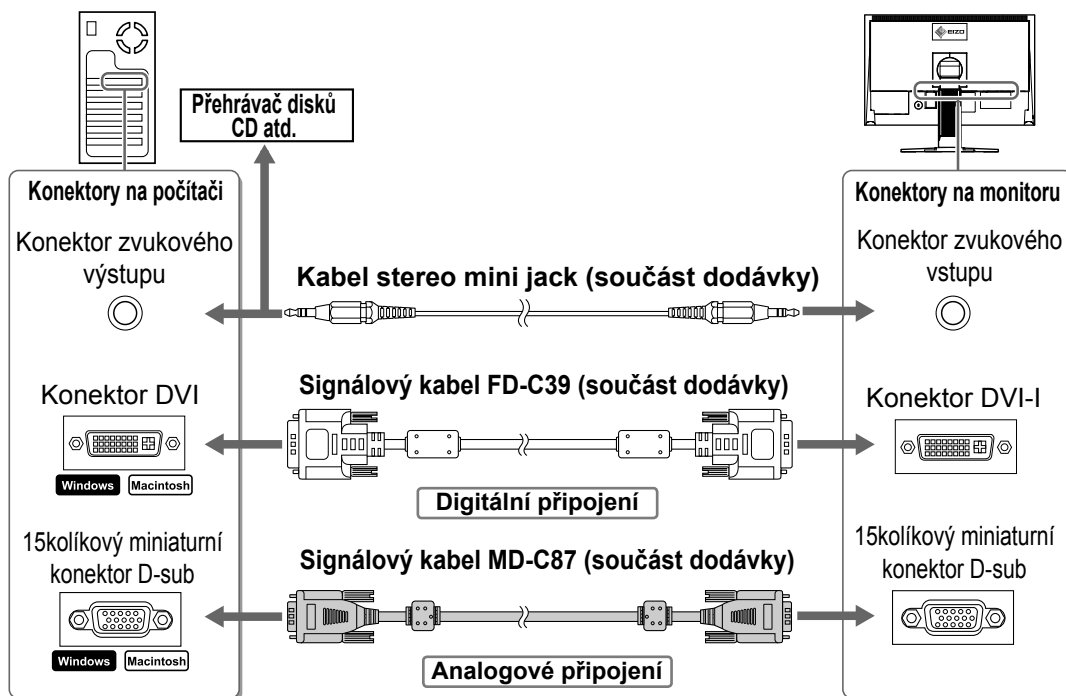 EIZO
Přehrávač disků
CD atd.
Konektory na počítači
Konektory na monitoru
Konektor zvukového
výstupu
Kabel stereo mini jack (součást dodávky)
Konektor zvukového
vstupu
Konektor DVI
Windows Macintosh
Signálový kabel FD-C39 (součást dodávky)
Digitální připojení
Konektor DVI-I
15kolíkový miniaturní
konektor D-sub
Windows Macintosh
Signálový kabel MD-C87 (součást dodávky)
Analogové připojení
15kolíkový miniaturní
konektor D-sub